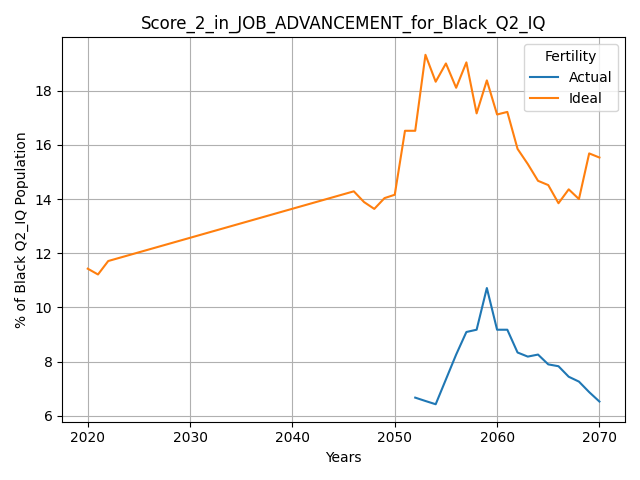 Score_2_in_JOB_ADVANCEMENT_for_Black_Q2_IQ
Fertility
Actual
Ideal
% of Black Q2_IQ Population
18
16
14
12
10
8
6
2020 2030 2040 2050 2060 2070
Years